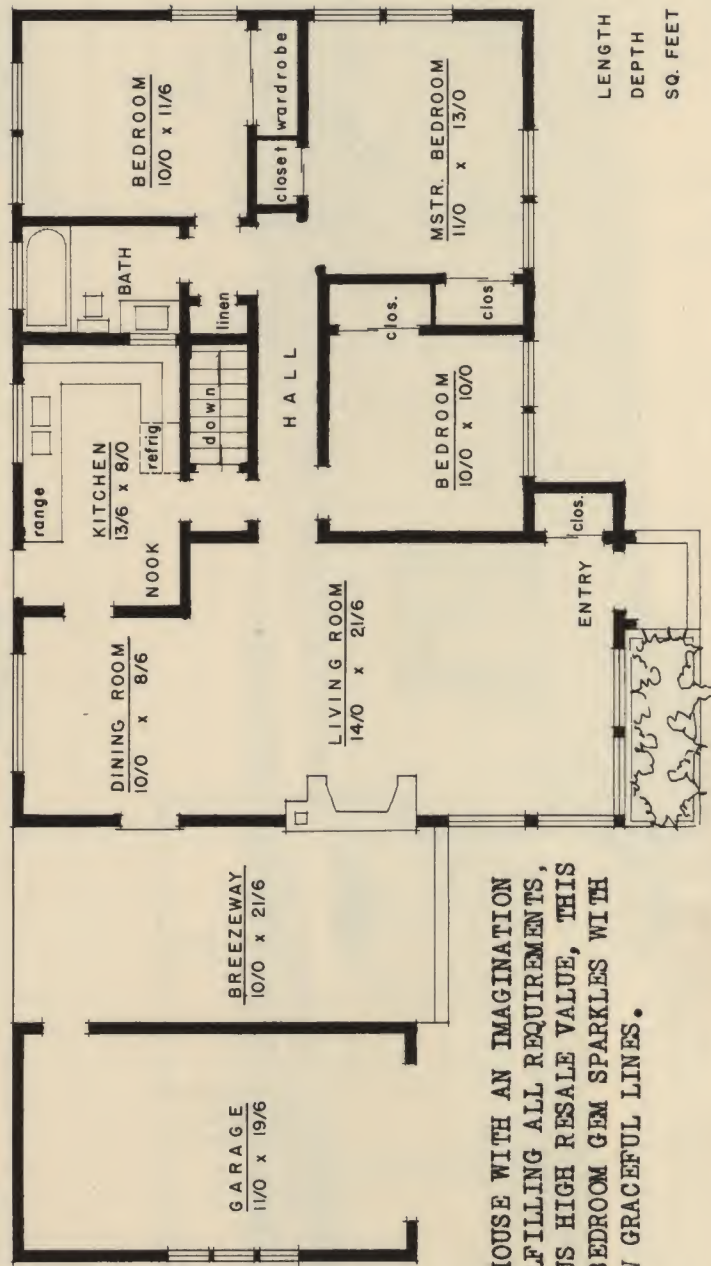 GARAGE
11/0 x 19/6
BREEZEWAY
10/0 x 21/6
DINING ROOM
10/0 x 8/6
LIVING ROOM
14/0 x 21/6
ENTRY
clos.
range
KITCHEN
13/6 x 8/0
refrig.
NOOK
down
linen
BATH
HALL
BEDROOM
10/0 x 10/0
clos.
clos
BEDROOM
10/0 x 11/6
closet
wardrobe
MSTR. BEDROOM
11/0 x 13/0
HOUSE WITH AN IMAGINATION
LFILLING ALL REQUIREMENTS,
US HIGH RESALE VALUE, THIS
BEDROOM GEM SPARKLES WITH
W GRACEFUL LINES.
LENGTH
DEPTH
SQ. FEET